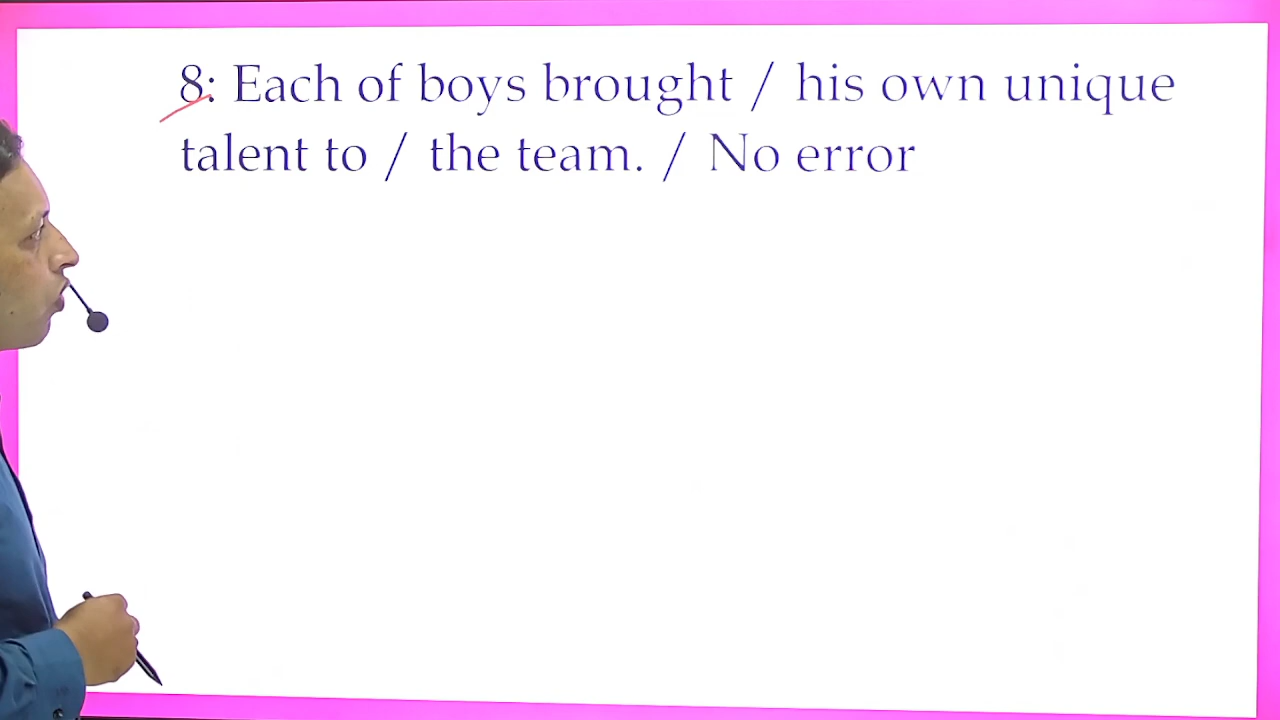 8: Each of boys brought / his own unique
talent to / the team. / No error